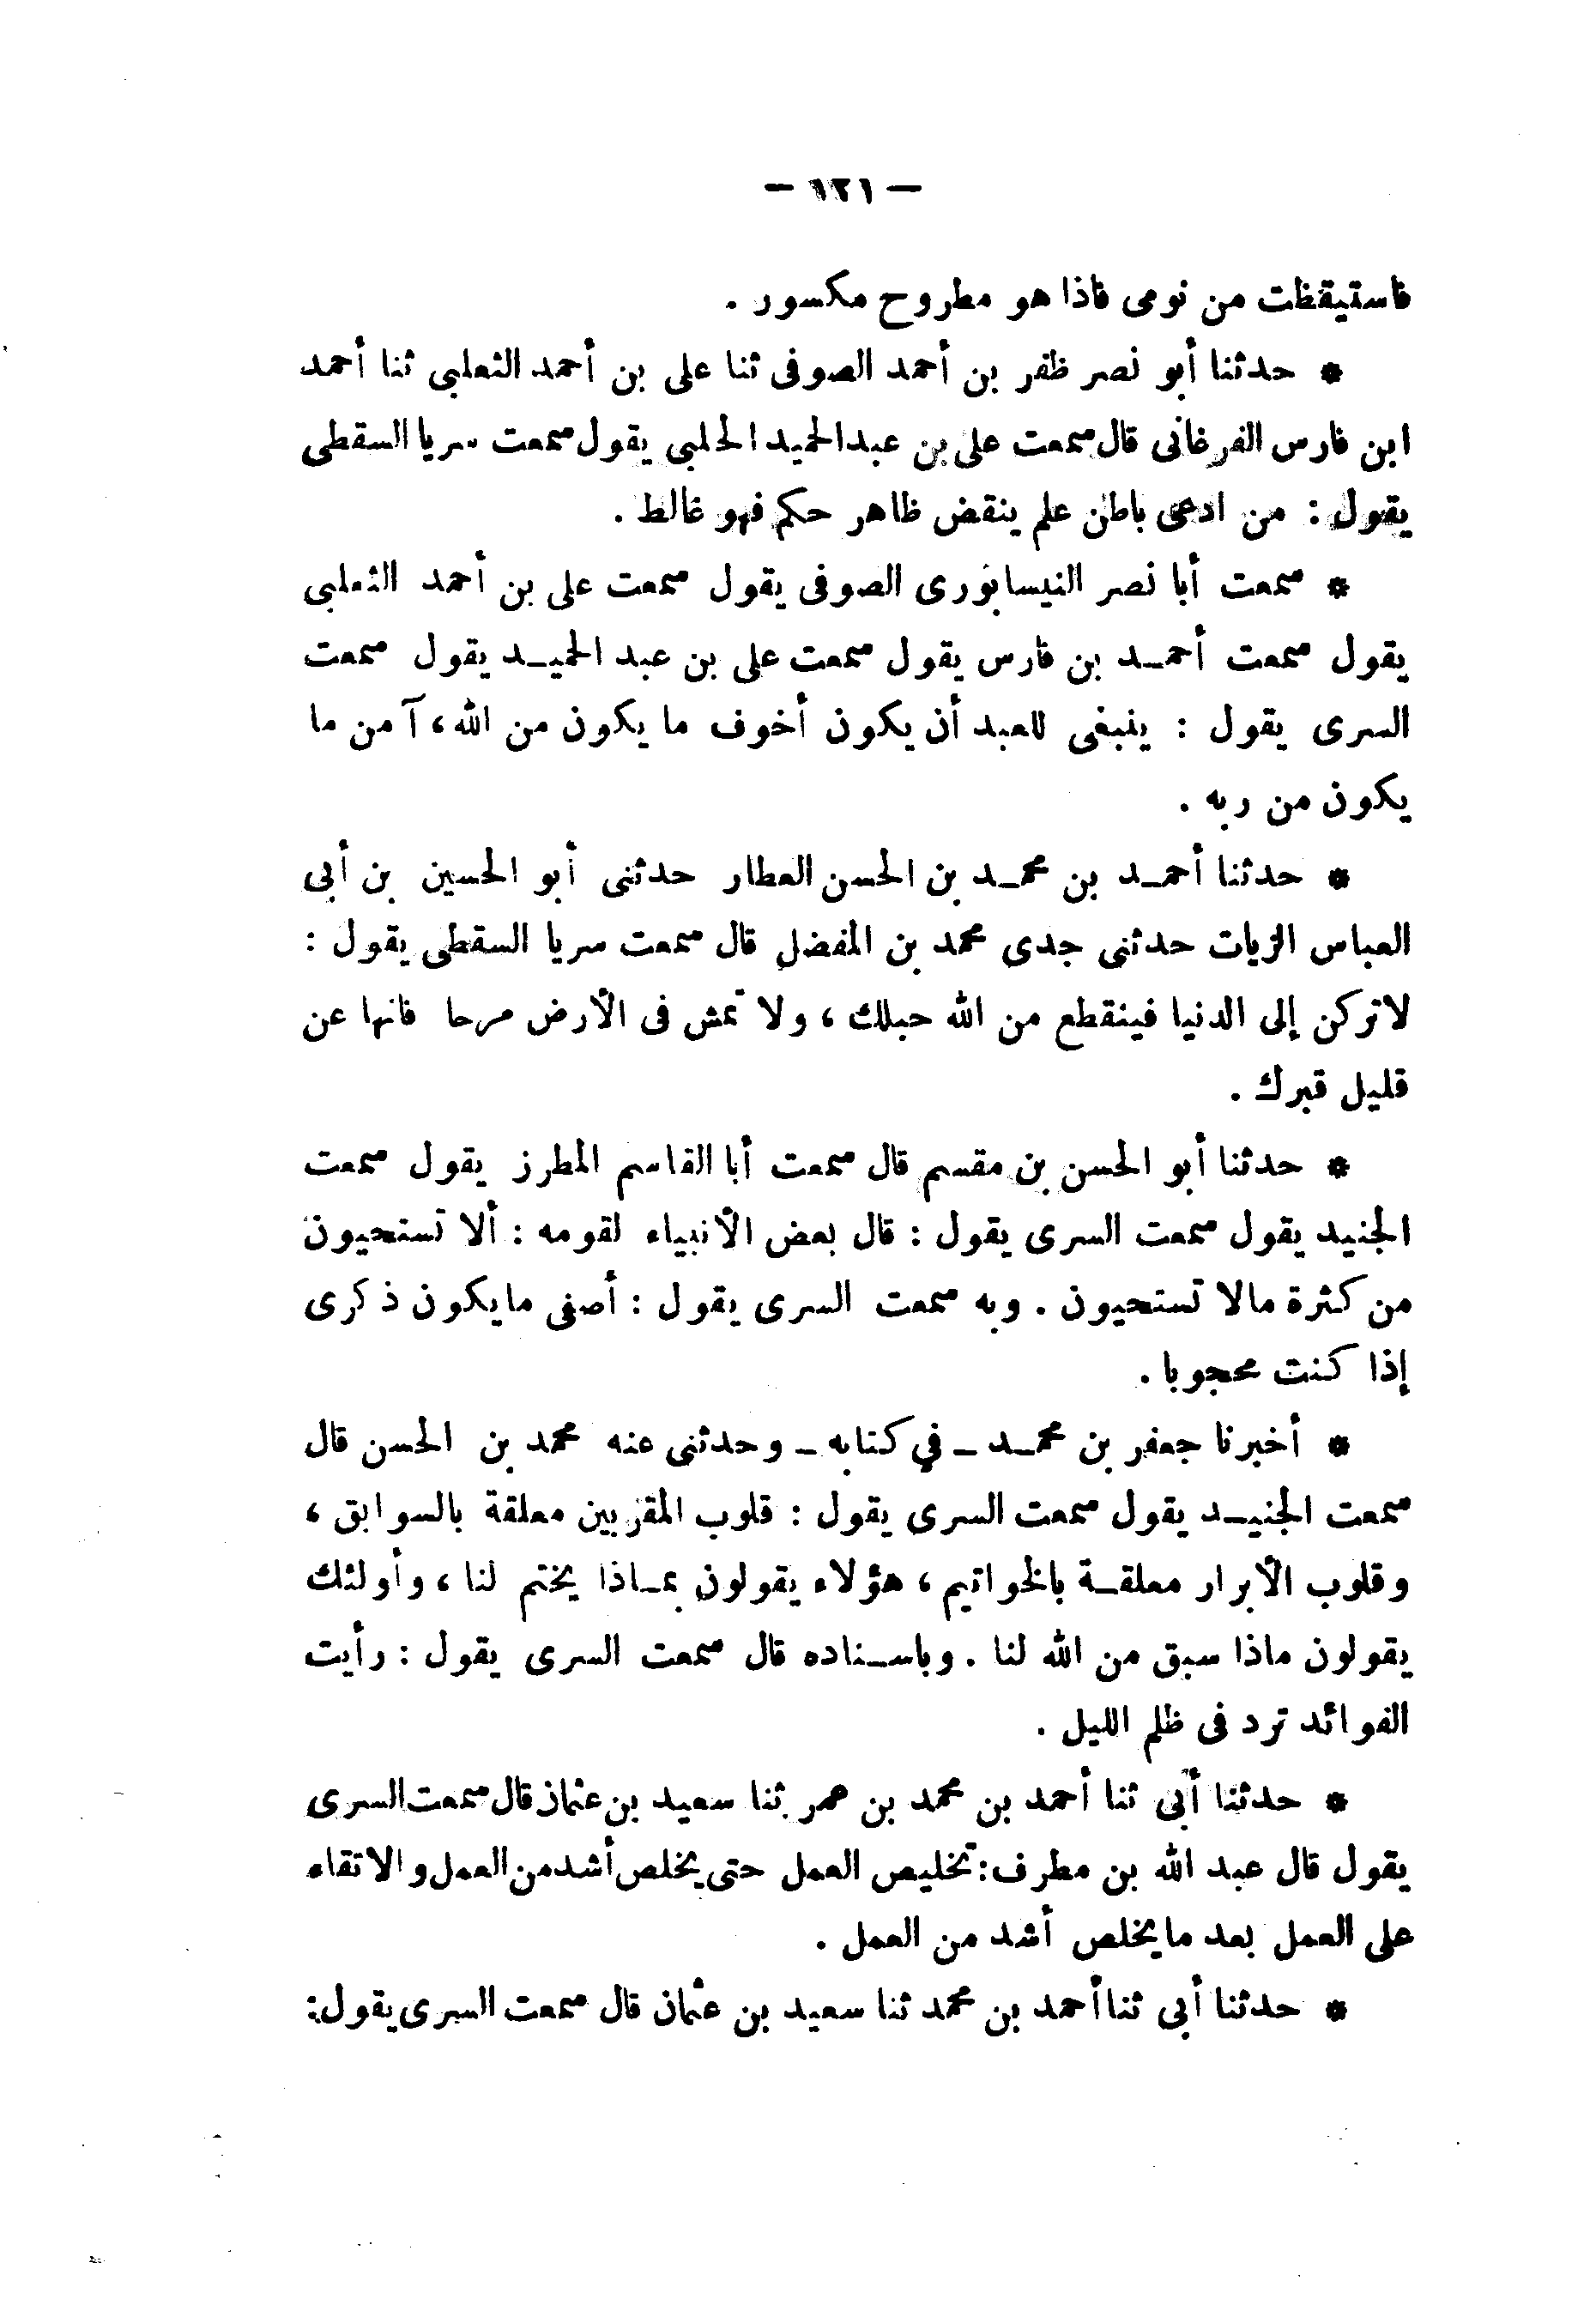 — ١٢١ —
فاستيقظت من نومى فاذا هو مطروح مكسور .
* حدثنا أبو نصر ظفر بن أحمد الصوفى ثنا على بن أحمد الثعلبى ثنا أحمد
ابن فارس الفرغانى قال سمعت على بن عبدالحميد الحلبى يقول سمعت سريا السقطى
يقول : من ادعى باطن علم ينقض ظاهر حكم فهو غالط .
* سمعت أبا نصر النيسابورى الصوفى يقول سمعت على بن أحمد الثعلبى
يقول سمعت أحمـد بن فارس يقول سمعت على بن عبد الحميـد يقول سمعت
السرى يقول : ينبغى للعبد أن يكون أخوف ما يكون من الله ، آمن ما
يكون من ربه .
* حدثنا أحمـد بن محمـد بن الحسن العطار حدثنى أبو الحسين بن أبى
العباس الزيات حدثنى جدى محمد بن المفضل قال سمعت سريا السقطى يقول :
لاتركن إلى الدنيا فينقطع من الله حبلك ، ولا تمش فى الأرض مرحا فانها عن
قليل قبرك .
* حدثنا أبو الحسن بن مقسم قال سمعت أبا القاسم المطرز يقول سمعت
الجنيد يقول سمعت السرى يقول : قال بعض الأنبياء لقومه : ألا تستحيون
من كثرة مالا تستحيون . وبه سمعت السرى يقول : أصفى مايكون ذكرى
إذا كنت محجوبا .
* أخبرنا جعفر بن محمـد ـ في كتابه ـ وحدثنى عنه محمد بن الحسن قال
سمعت الجنيـد يقول سمعت السرى يقول : قلوب المقربين معلقة بالسوابق ،
وقلوب الأبرار معلقـة بالخواتيم ، هؤلاء يقولون بمـاذا يختم لنا ، وأولئك
يقولون ماذا سبق من الله لنا . وباسـناده قال سمعت السرى يقول : رأيت
الفوائد ترد فى ظلم الليل .
* حدثنا أبى ثنا أحمد بن محمد بن عمر ثنا سعيد بن عثمان قال سمعت السرى
يقول قال عبد الله بن مطرف : تخليص العمل حتى يخلص أشد من العمل والاتقاء
على العمل بعد مايخلص أشد من العمل .
* حدثنا أبى ثنا أحمد بن محمد ثنا سعيد بن عثمان قال سمعت السرى يقول :